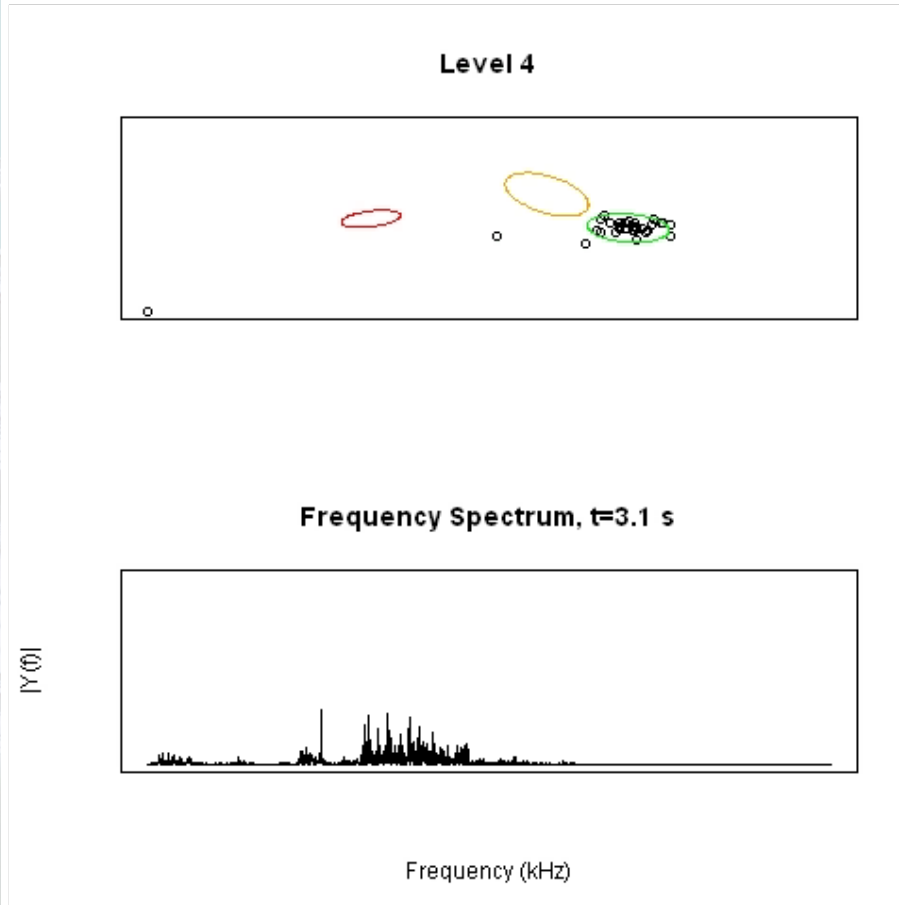 Level 4
Frequency Spectrum, t=3.1 s
|Y(f)|
Frequency (kHz)